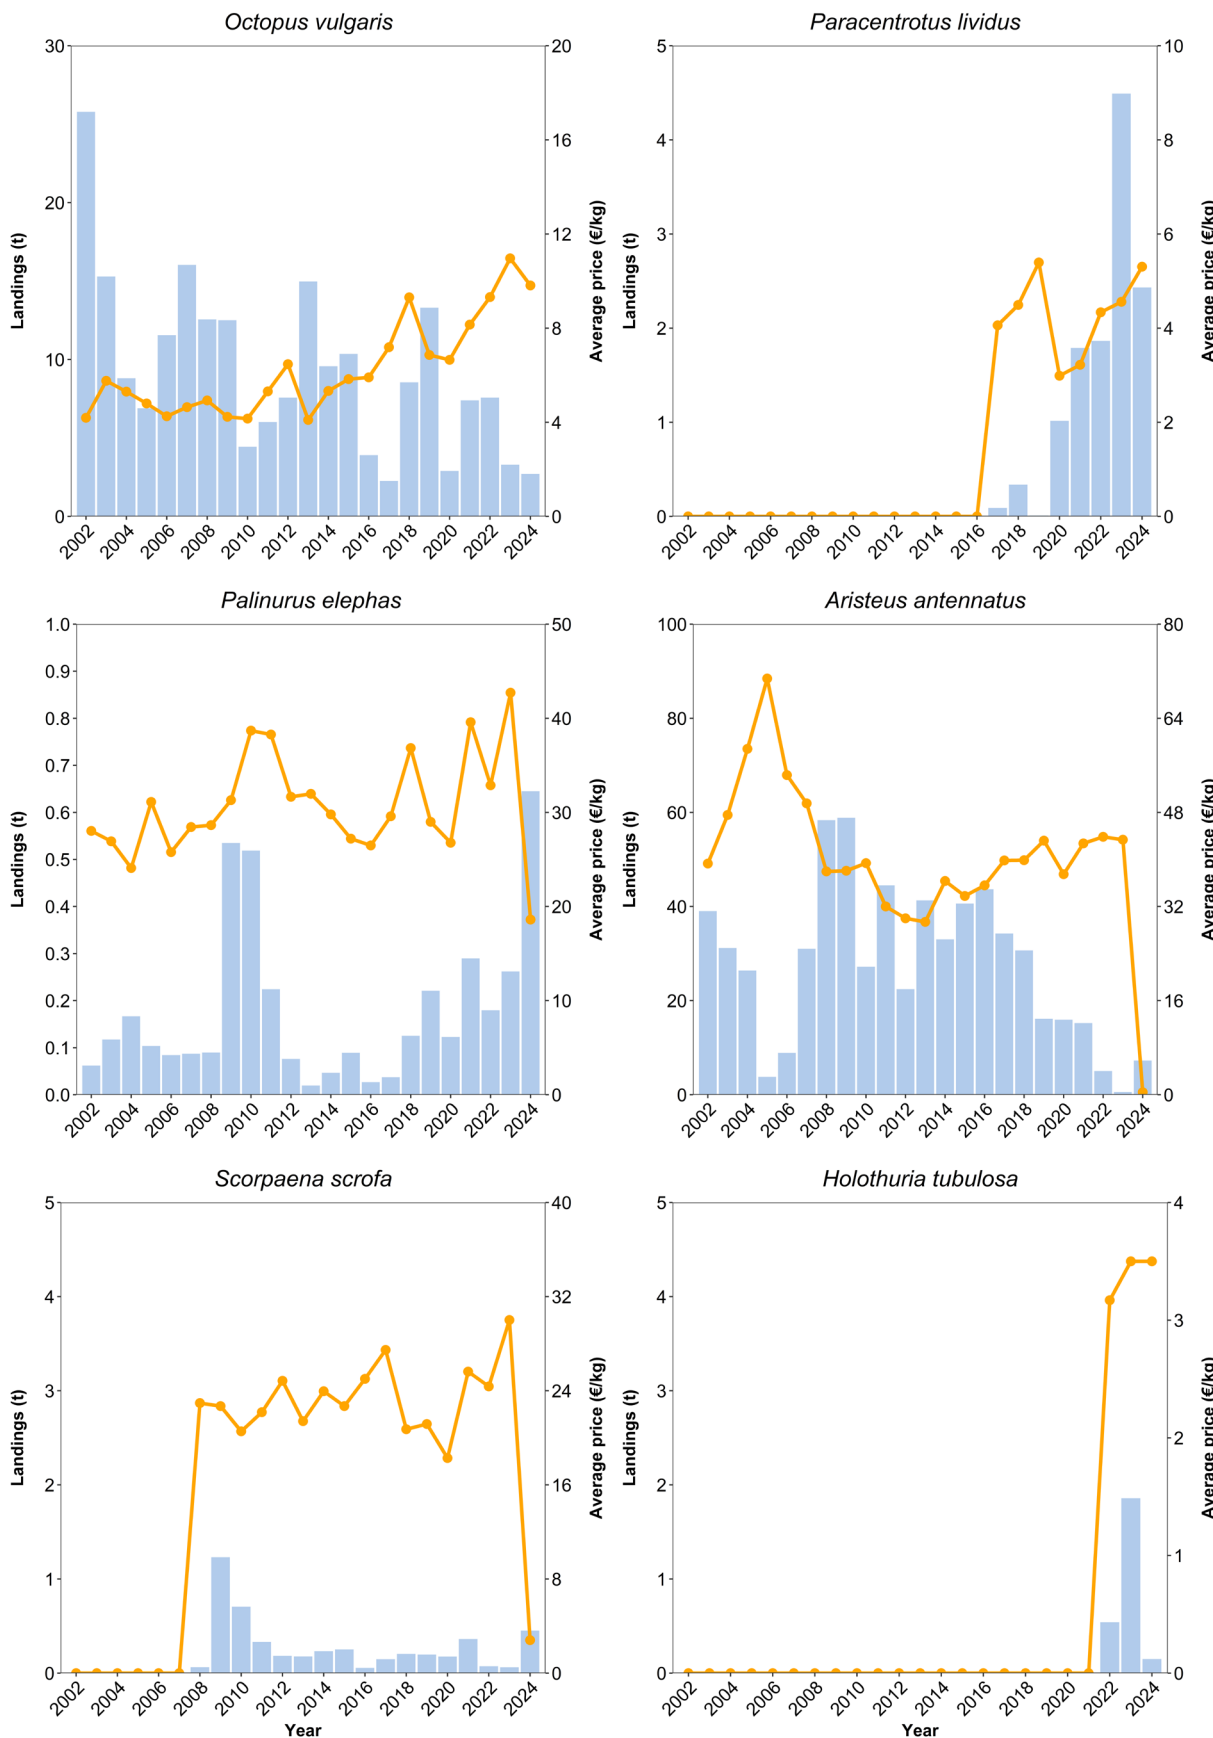 Octopus vulgaris
Paracentrotus lividus
30
20
10
0
Landings (t)
20
16
12
8
4
0
Average price (€/kg)
2002 2004 2006 2008 2010 2012 2014 2016 2018 2020 2022 2024
5
4
3
2
1
0
Landings (t)
10
8
6
4
2
0
Average price (€/kg)
2002 2004 2006 2008 2010 2012 2014 2016 2018 2020 2022 2024
Palinurus elephas
Aristeus antennatus
1.0
0.9
0.8
0.7
0.6
0.5
0.4
0.3
0.2
0.1
0.0
Landings (t)
50
40
30
20
10
0
Average price (€/kg)
2002 2004 2006 2008 2010 2012 2014 2016 2018 2020 2022 2024
100
80
60
40
20
0
Landings (t)
80
64
48
32
16
0
Average price (€/kg)
2002 2004 2006 2008 2010 2012 2014 2016 2018 2020 2022 2024
Scorpaena scrofa
Holothuria tubulosa
5
4
3
2
1
0
Landings (t)
40
32
24
16
8
0
Average price (€/kg)
2002 2004 2006 2008 2010 2012 2014 2016 2018 2020 2022 2024
Year
5
4
3
2
1
0
Landings (t)
4
3
2
1
0
Average price (€/kg)
2002 2004 2006 2008 2010 2012 2014 2016 2018 2020 2022 2024
Year